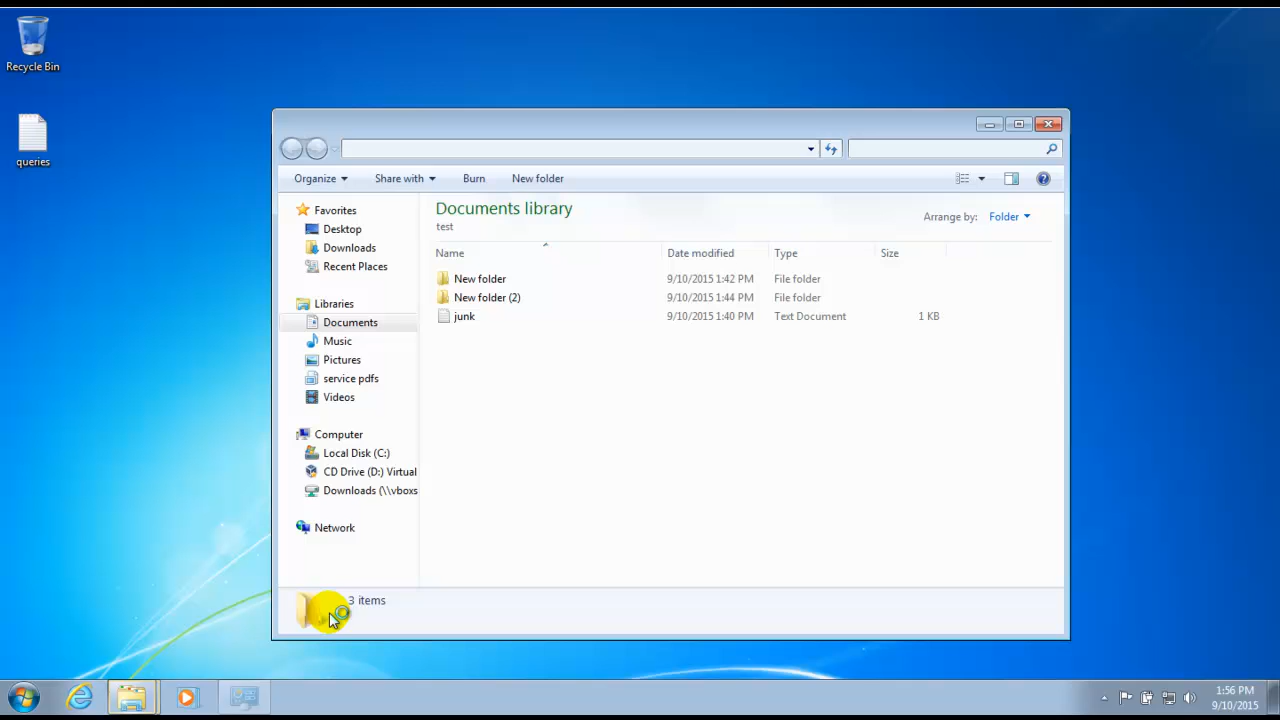 Recycle Bin
queries
Organize Share with Burn New folder
Documents library
test
Arrange by: Folder
Name Date modified Type Size
New folder 9/10/2015 1:42 PM File folder
New folder (2) 9/10/2015 1:44 PM File folder
junk 9/10/2015 1:40 PM Text Document 1 KB
Favorites
Desktop
Downloads
Recent Places
Libraries
Documents
Music
Pictures
service pdfs
Videos
Computer
Local Disk (C:)
CD Drive (D:) Virtual
Downloads (\\vboxs
Network
3 items
1:56 PM
9/10/2015